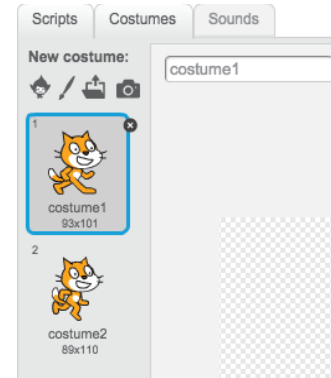 Scripts Costumes Sounds
New costume:
costume1
1
costume1
93x101
2
costume2
89x110